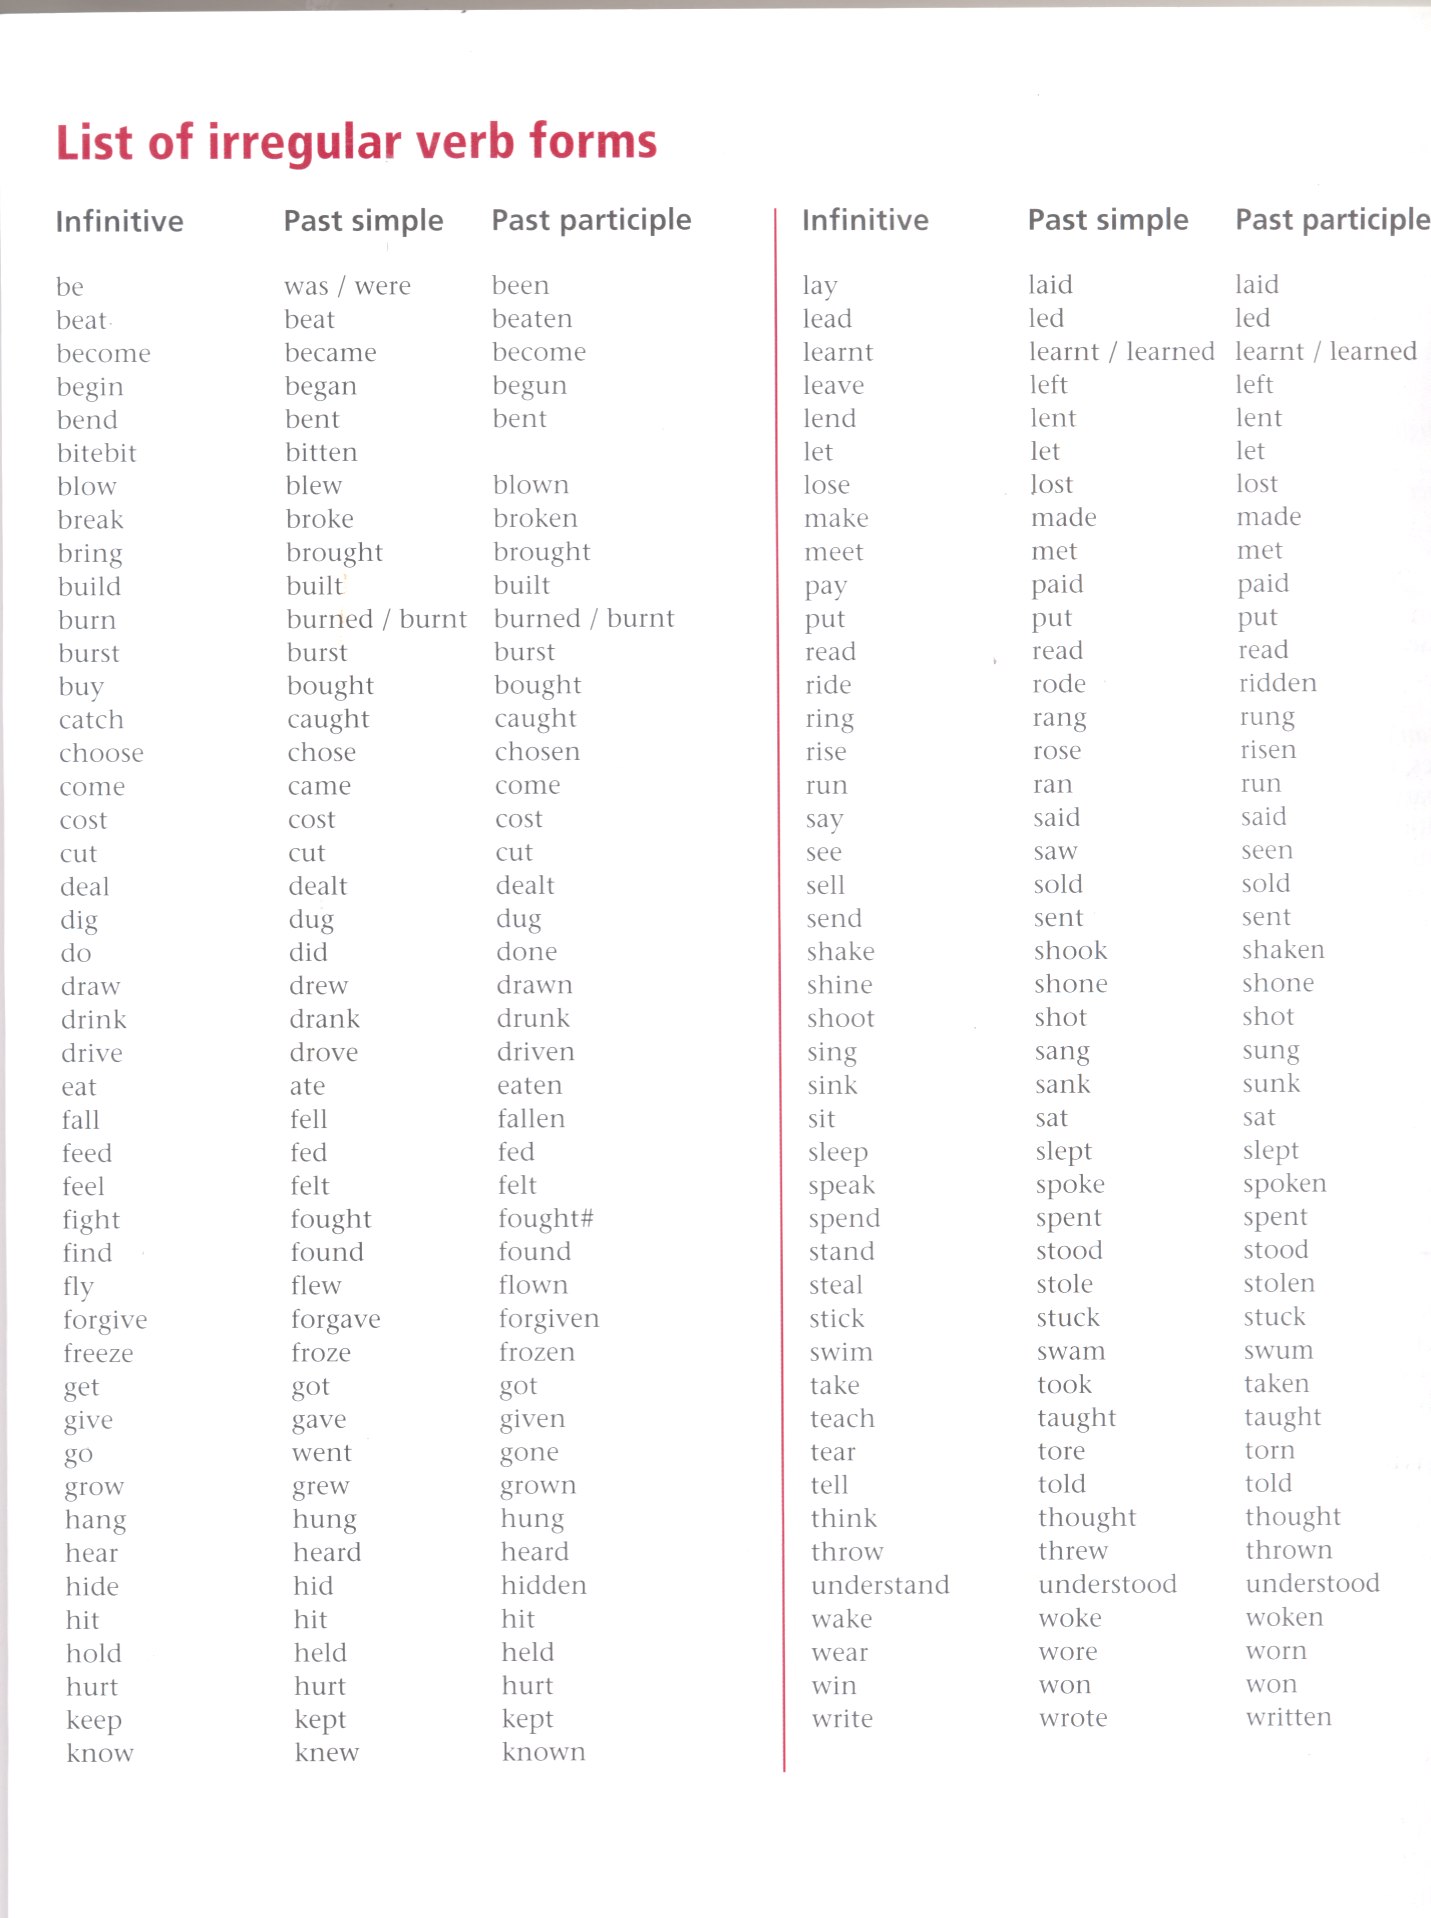 List of irregular verb forms
Infinitive Past simple Past participle
be was / were been
beat beat beaten
become became become
begin began begun
bend bent bent
bitebit bitten
blow blew blown
break broke broken
bring brought brought
build built built
burn burned / burnt burned / burnt
burst burst burst
buy bought bought
catch caught caught
choose chose chosen
come came come
cost cost cost
cut cut cut
deal dealt dealt
dig dug dug
do did done
draw drew drawn
drink drank drunk
drive drove driven
eat ate eaten
fall fell fallen
feed fed fed
feel felt felt
fight fought fought#
find found found
fly flew flown
forgive forgave forgiven
freeze froze frozen
get got got
give gave given
go went gone
grow grew grown
hang hung hung
hear heard heard
hide hid hidden
hit hit hit
hold held held
hurt hurt hurt
keep kept kept
know knew known
Infinitive Past simple Past participle
lay laid laid
lead led led
learnt learnt / learned learnt / learned
leave left left
lend lent lent
let let let
lose lost lost
make made made
meet met met
pay paid paid
put put put
read read read
ride rode ridden
ring rang rung
rise rose risen
run ran run
say said said
see saw seen
sell sold sold
send sent sent
shake shook shaken
shine shone shone
shoot shot shot
sing sang sung
sink sank sunk
sit sat sat
sleep slept slept
speak spoke spoken
spend spent spent
stand stood stood
steal stole stolen
stick stuck stuck
swim swam swum
take took taken
teach taught taught
tear tore torn
tell told told
think thought thought
throw threw thrown
understand understood understood
wake woke woken
wear wore worn
win won won
write wrote written